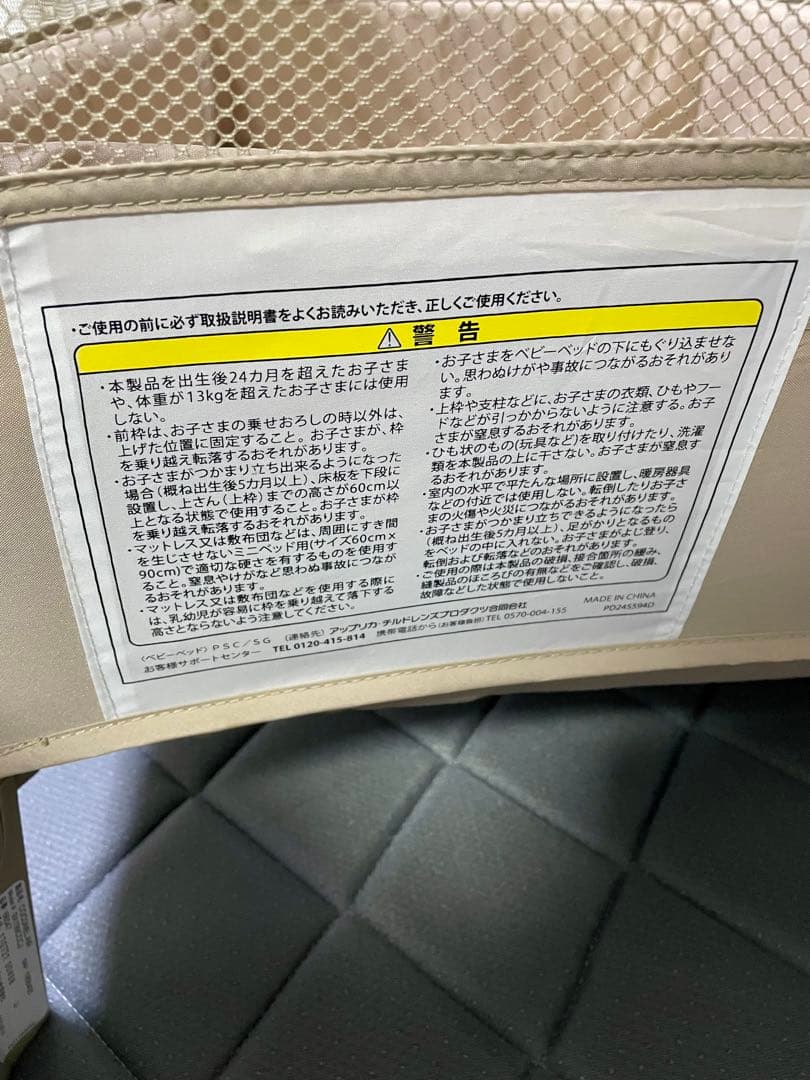 ・ご使用の前に必ず取扱説明書をよくお読みいただき、正しくご使用ください。
警告
・本製品を出生後24カ月を超えたお子さま
や、体重が13kgを超えたお子さまには使用
しない。
・前枠は、お子さまの乗せおろしの時以外は、
上げた位置に固定すること。お子さまが、枠
を乗り越え転落するおそれがあります。
・お子さまがつかまり立ち出来るようになった
場合(概ね出生後5カ月以上)、床板を下段に
設置し、上さん(上枠)までの高さが60cm以
上となる状態で使用すること。お子さまが枠
を乗り越え転落するおそれがあります。
・マットレス又は敷布団などは、周囲にすき間
を生じさせないミニベッド用(サイズ60cm×
90cm)で適切な硬さを有するものを使用す
ること。窒息やけがなど思わぬ事故につなが
るおそれがあります。
・マットレス又は敷布団などを使用する際に
は、乳幼児が容易に枠を乗り越えて落下する
高さとならないよう注意してください。
・お子さまをベビーベッドの下にもぐり込ませな
い。思わぬけがや事故につながるおそれがあり
ます。
・上枠や支柱などに、お子さまの衣類、ひもやフー
ドなどが引っかからないように注意する。お子
さまが窒息するおそれがあります。
・ひも状のもの(玩具など)を取り付けたり、洗濯
類を本製品の上に干さない。お子さまが窒息す
るおそれがあります。
・室内の水平で平たんな場所に設置し、暖房器具
などの付近では使用しない。転倒したりお子さ
まの火傷や火災につながるおそれがあります。
・お子さまがつかまり立ちできるようになったら
(概ね出生後5カ月以上)、足がかりとなるもの
をベッドの中に入れない。お子さまがよじ登り、
転倒および転落などのおそれがあります。
・ご使用の際は本製品の破損、接合箇所の緩み、
縫製品のほころびの有無などをご確認し、破損、
故障などした状態で使用しないこと。
〈ベビーベッド〉PSC/SG (連絡先) アップリカ・チルドレンズプロダクツ合同会社 MADE IN CHINA
お客様サポートセンター TEL 0120-415-814 携帯電話から(お客様負担) TEL 0570-004-155 PD245594D